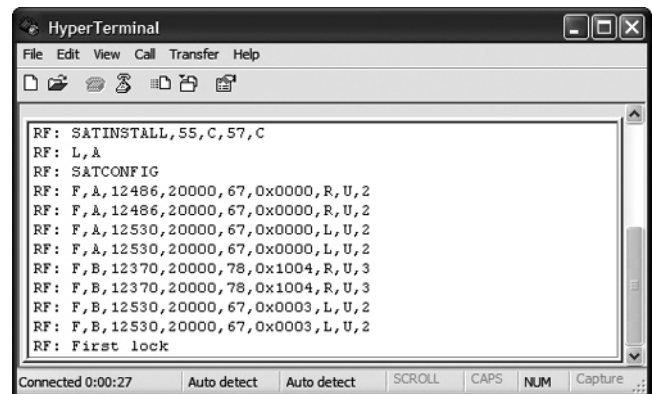 HyperTerminal
File Edit View Call Transfer Help
RF: SATINSTALL,55,C,57,C
RF: L,A
RF: SATCONFIG
RF: F,A,12486,20000,67,0x0000,R,U,2
RF: F,A,12486,20000,67,0x0000,R,U,2
RF: F,A,12530,20000,67,0x0000,L,U,2
RF: F,A,12530,20000,67,0x0000,L,U,2
RF: F,B,12370,20000,78,0x1004,R,U,3
RF: F,B,12370,20000,78,0x1004,R,U,3
RF: F,B,12530,20000,67,0x0003,L,U,2
RF: F,B,12530,20000,67,0x0003,L,U,2
RF: First lock
Connected 0:00:27 Auto detect Auto detect SCROLL CAPS NUM Capture